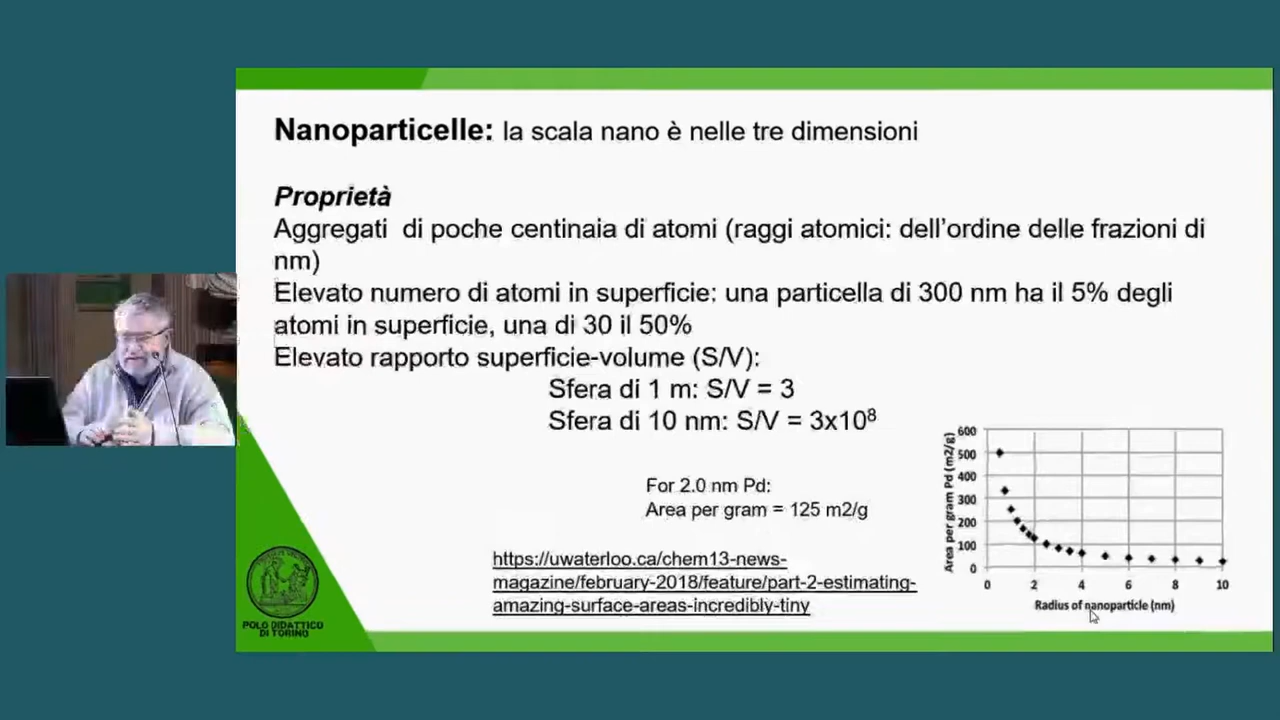 Nanoparticelle: la scala nano è nelle tre dimensioni
Proprietà
Aggregati  di poche centinaia di atomi (raggi atomici: dell’ordine delle frazioni di
nm)
Elevato numero di atomi in superficie: una particella di 300 nm ha il 5% degli
atomi in superficie, una di 30 il 50%
Elevato rapporto superficie-volume (S/V):
Sfera di 1 m: S/V = 3
Sfera di 10 nm: S/V = 3x10⁸
For 2.0 nm Pd:
Area per gram = 125 m2/g
https://uwaterloo.ca/chem13-news-
magazine/february-2018/feature/part-2-estimating-
amazing-surface-areas-incredibly-tiny
Area per gram Pd (m2/g)
600
500
400
300
200
100
0
0 2 4 6 8 10
Radius of nanoparticle (nm)
POLO DIDATTICO
DI TORINO